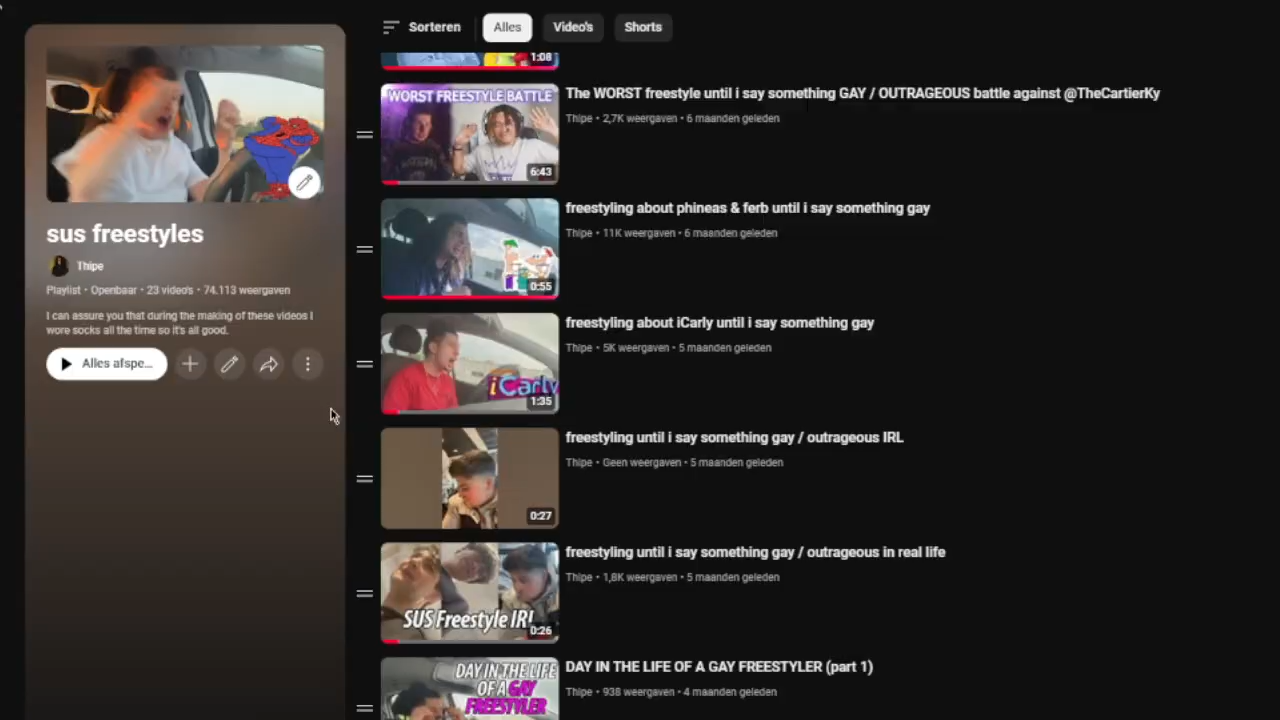 Sorteren
Alles
Video's
Shorts
1:08
sus freestyles
Thipe
Playlist • Openbaar • 23 video's • 74.113 weergaven
I can assure you that during the making of these videos I
wore socks all the time so it's all good.
Alles afspe...
WORST FREESTYLE BATTLE
6:43
The WORST freestyle until i say something GAY / OUTRAGEOUS battle against @TheCartierKy
Thipe • 2,7K weergaven • 6 maanden geleden
0:55
freestyling about phineas & ferb until i say something gay
Thipe • 11K weergaven • 6 maanden geleden
iCarly
1:35
freestyling about iCarly until i say something gay
Thipe • 5K weergaven • 5 maanden geleden
0:27
freestyling until i say something gay / outrageous IRL
Thipe • Geen weergaven • 5 maanden geleden
SUS Freestyle IRL
0:26
freestyling until i say something gay / outrageous in real life
Thipe • 1,8K weergaven • 5 maanden geleden
DAY IN THE LIFE
OF A GAY
FREESTYLER
DAY IN THE LIFE OF A GAY FREESTYLER (part 1)
Thipe • 938 weergaven • 4 maanden geleden